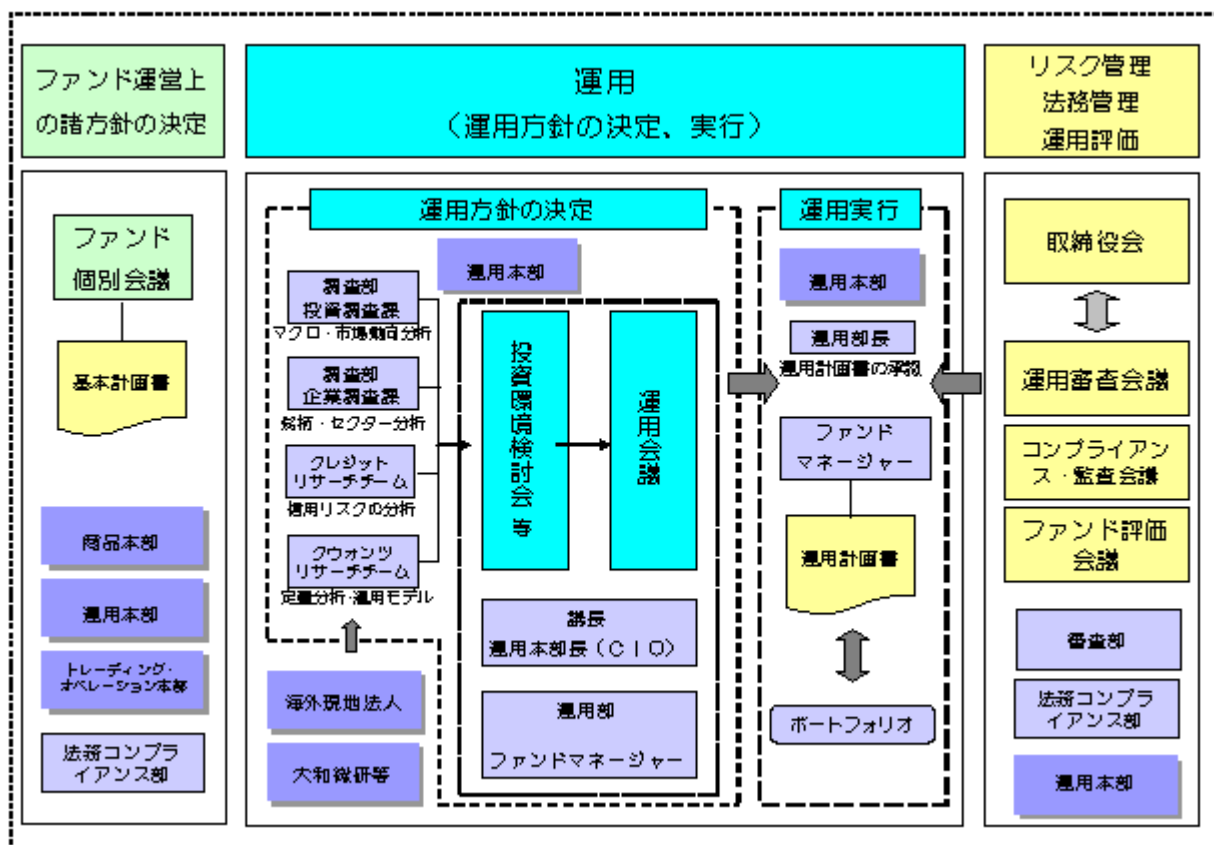 ファンド運営上
の諸方針の決定
ファンド
個別会議
基本計画書
商品本部
運用本部
トレーディング・
オペレーション本部
法務コンプラ
イアンス部
運用
(運用方針の決定、実行)
運用方針の決定
運用本部
調査部
投資調査課
マクロ・市場動向分析
調査部
企業調査課
銘柄・セクター分析
クレジット
リサーチチーム
信用リスクの分析
クウォンツ
リサーチチーム
定量分析・運用モデル
海外現地法人
大和総研等
投資環境検討会 等
運用会議
議長
運用本部長(CIO)
運用部
ファンドマネージャー
運用実行
運用本部
運用部長
運用計画書の承認
ファンド
マネージャー
運用計画書
ポートフォリオ
リスク管理
法務管理
運用評価
取締役会
運用審査会議
コンプライアン
ス・監査会議
ファンド評価
会議
審査部
法務コンプラ
イアンス部
運用本部